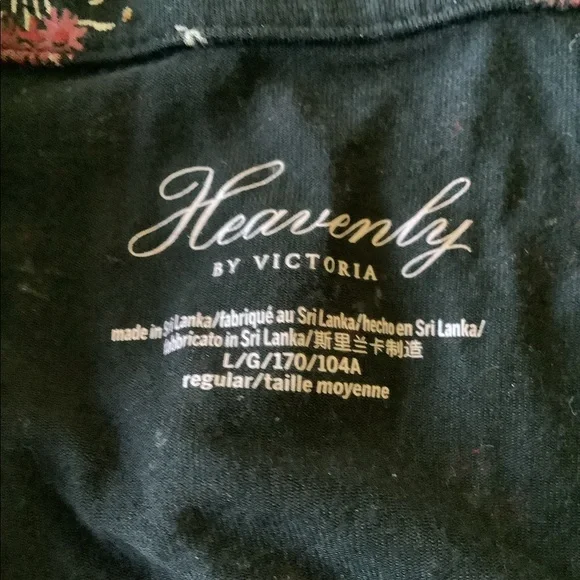 Heavenly
BY VICTORIA
made in Sri Lanka/fabriqué au Sri Lanka/hecho en Sri Lanka/
fabbricato in Sri Lanka/斯里兰卡制造
L/G/170/104A
regular/taille moyenne